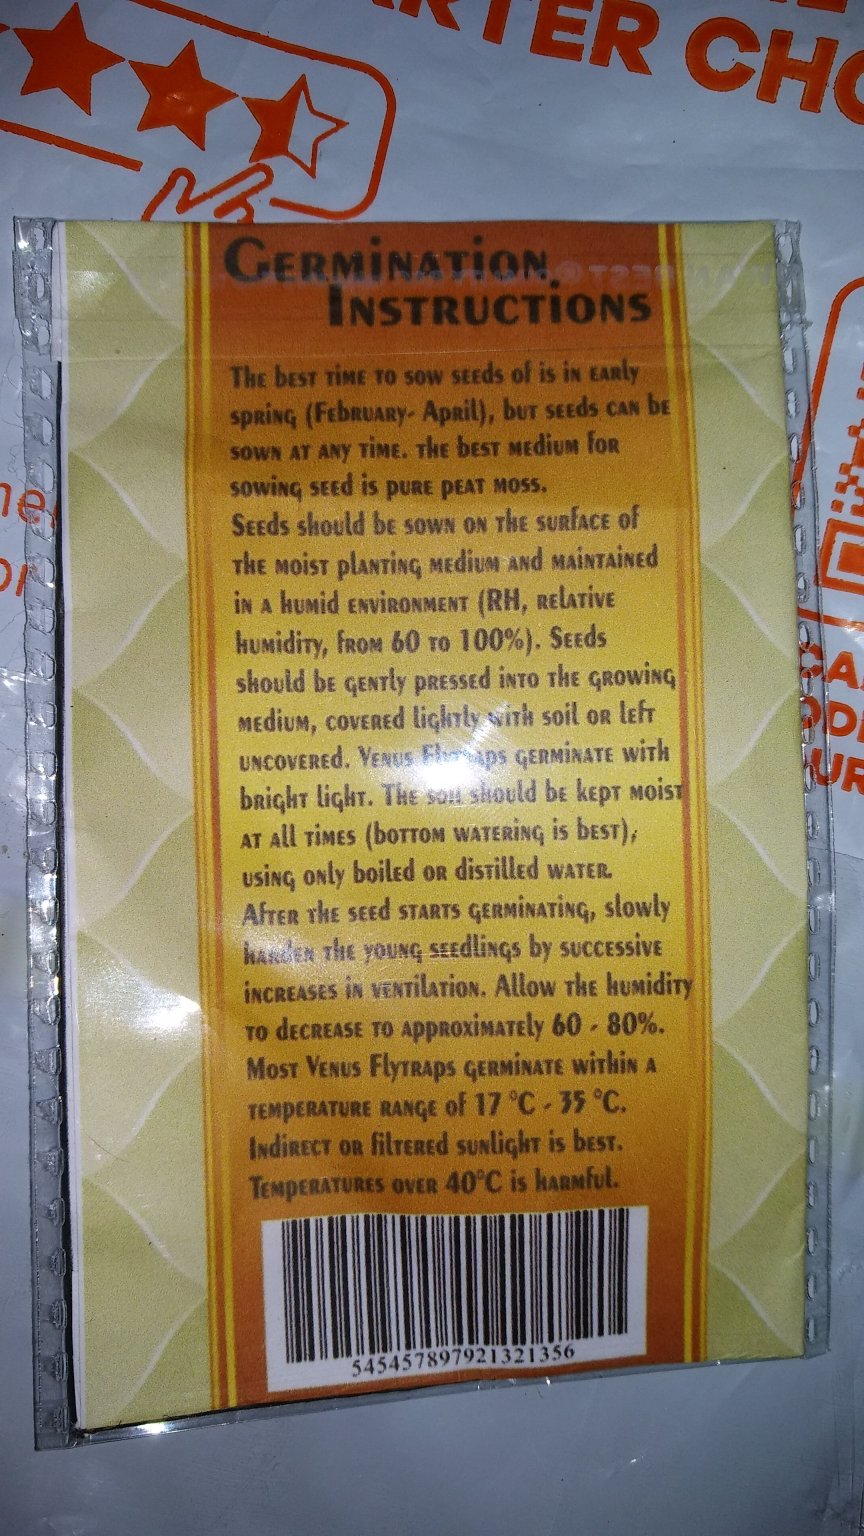 RTER CHO
GERMINATION
INSTRUCTIONS
The best time to sow seeds of is in early
spring (February- April), but seeds can be
sown at any time. the best medium for
sowing seed is pure peat moss.
Seeds should be sown on the surface of
the moist planting medium and maintained
in a humid environment (RH, relative
humidity, from 60 to 100%). Seeds
should be gently pressed into the growing
medium, covered lightly with soil or left
uncovered. Venus Flytraps germinate with
bright light. The soil should be kept moist
at all times (bottom watering is best),
using only boiled or distilled water.
After the seed starts germinating, slowly
harden the young seedlings by successive
increases in ventilation. Allow the humidity
to decrease to approximately 60 - 80%.
Most Venus Flytraps germinate within a
temperature range of 17 °C - 35 °C.
Indirect or filtered sunlight is best.
Temperatures over 40°C is harmful.
545457897921321356